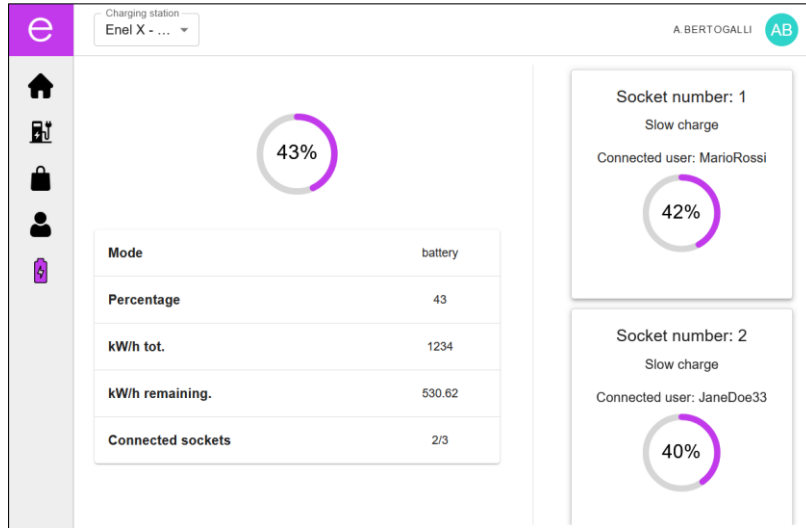 e
Charging station
Enel X - ...
A.BERTOGALLI
AB
43%
Mode battery
Percentage 43
kW/h tot. 1234
kW/h remaining. 530.62
Connected sockets 2/3
Socket number: 1
Slow charge
Connected user: MarioRossi
42%
Socket number: 2
Slow charge
Connected user: JaneDoe33
40%